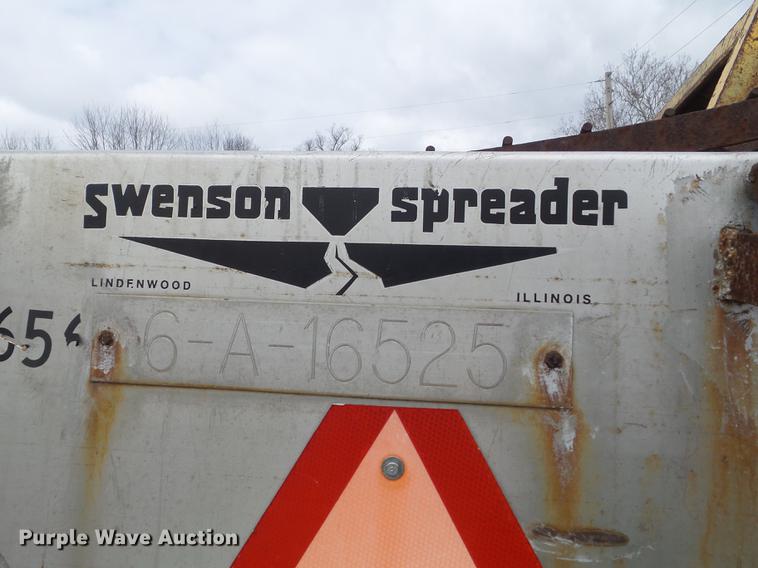 Swenson spreader
LINDENWOOD ILLINOIS
6-A-16525
Purple Wave Auction